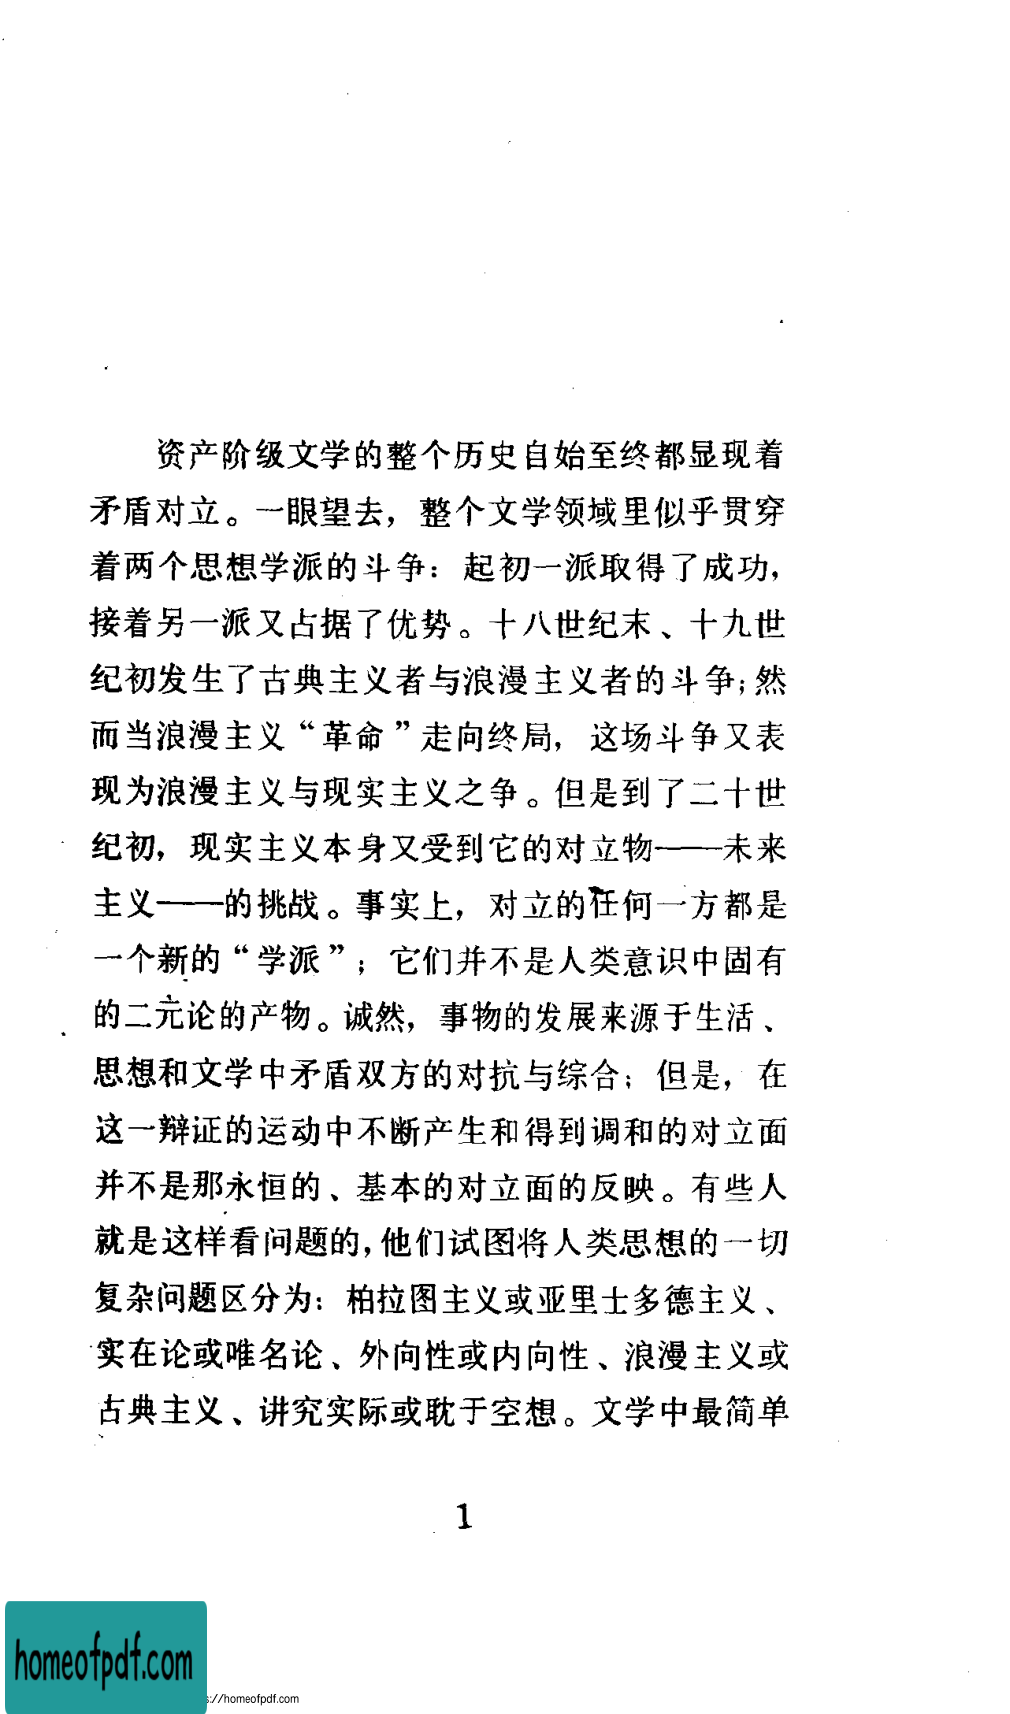 资产阶级文学的整个历史自始至终都显现着
矛盾对立。一眼望去，整个文学领域里似乎贯穿
着两个思想学派的斗争：起初一派取得了成功，
接着另一派又占据了优势。十八世纪末、十九世
纪初发生了古典主义者与浪漫主义者的斗争；然
而当浪漫主义“革命”走向终局，这场斗争又表
现为浪漫主义与现实主义之争。但是到了二十世
纪初，现实主义本身又受到它的对立物——未来
主义——的挑战。事实上，对立的任何一方都是
一个新的“学派”；它们并不是人类意识中固有
的二元论的产物。诚然，事物的发展来源于生活、
思想和文学中矛盾双方的对抗与综合；但是，在
这一辩证的运动中不断产生和得到调和的对立面
并不是那永恒的、基本的对立面的反映。有些人
就是这样看问题的，他们试图将人类思想的一切
复杂问题区分为：柏拉图主义或亚里士多德主义、
实在论或唯名论、外向性或内向性、浪漫主义或
古典主义、讲究实际或耽于空想。文学中最简单
1
homeofpdf.com
s://homeofpdf.com